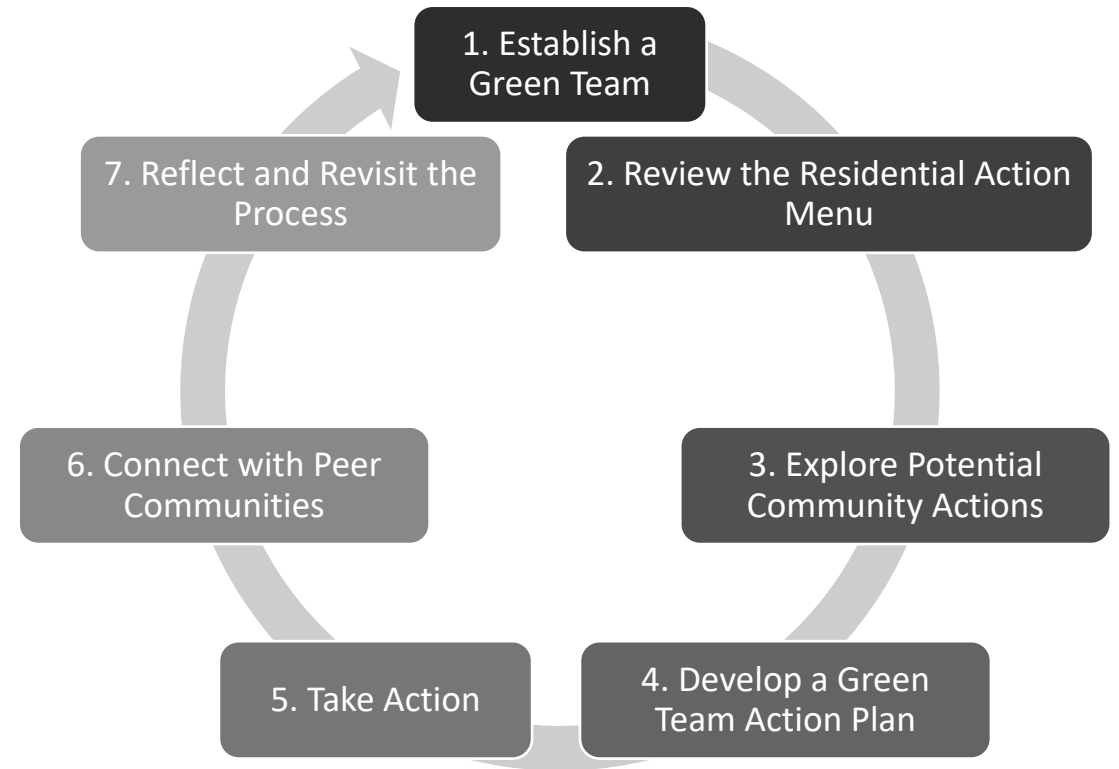 1. Establish a
Green Team
2. Review the Residential Action
Menu
3. Explore Potential
Community Actions
4. Develop a Green
Team Action Plan
5. Take Action
6. Connect with Peer
Communities
7. Reflect and Revisit the
Process